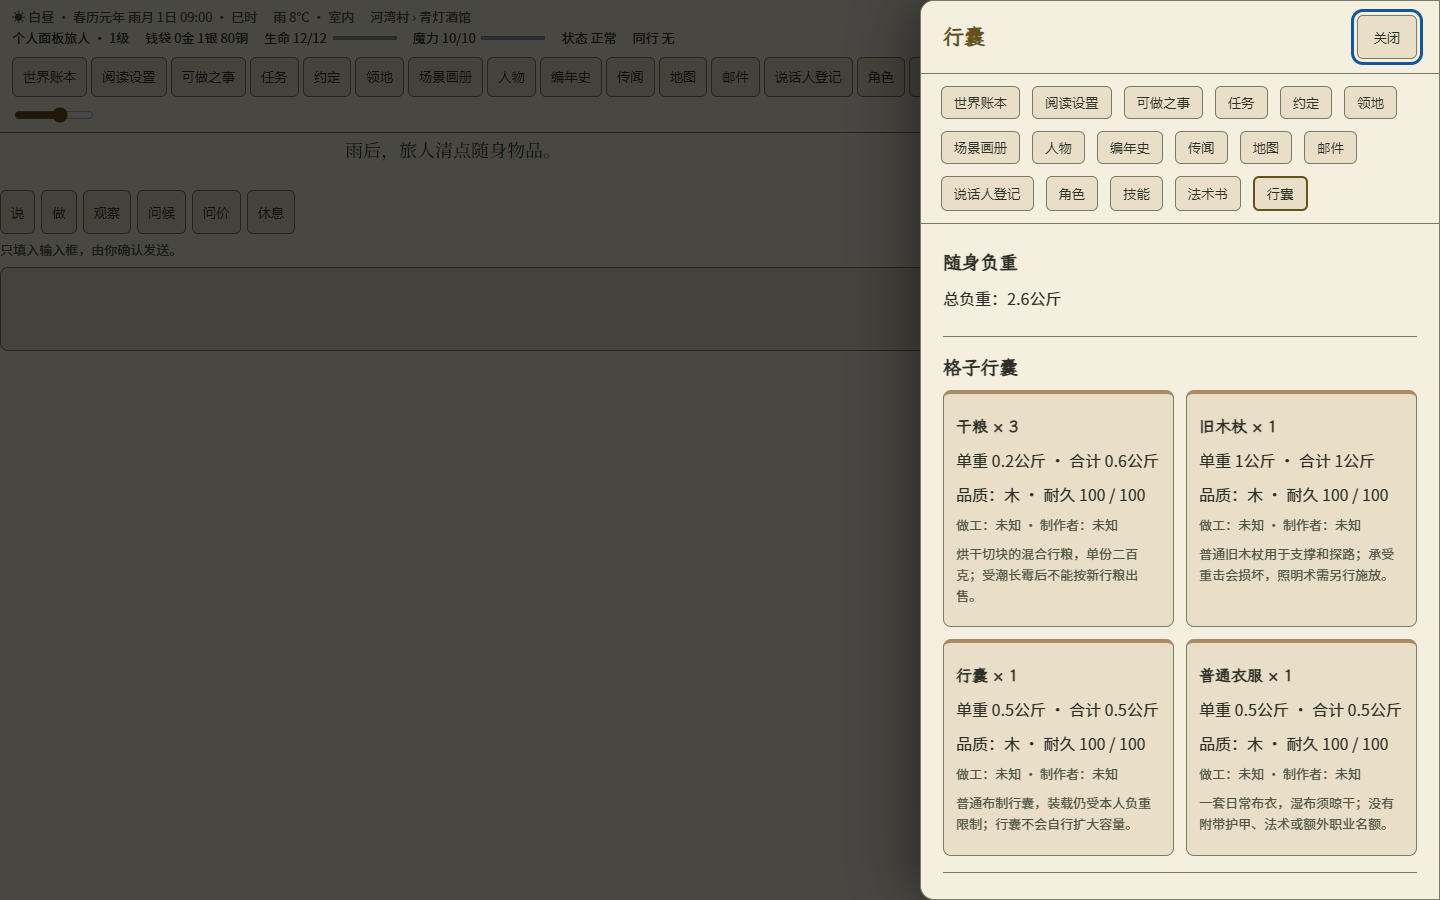 ☀ 白昼 · 春历元年 雨月 1日 09:00 · 巳时 雨 8°C · 室内 河湾村 › 青灯酒馆
个人面板旅人 · 1级 钱袋 0金 1银 80铜 生命 12/12 魔力 10/10 状态 正常 同行 无
世界账本 阅读设置 可做之事 任务 约定 领地 场景画册 人物 编年史 传闻 地图 邮件 说话人登记 角色
雨后，旅人清点随身物品。
说 做 观察 问候 问价 休息
只填入输入框，由你确认发送。
行囊
关闭
世界账本 阅读设置 可做之事 任务 约定 领地
场景画册 人物 编年史 传闻 地图 邮件
说话人登记 角色 技能 法术书 行囊
随身负重
总负重：2.6公斤
格子行囊
干粮 × 3
单重 0.2公斤 · 合计 0.6公斤
品质：木 · 耐久 100 / 100
做工：未知 · 制作者：未知
烘干切块的混合行粮，单份二百
克；受潮长霉后不能按新行粮出
售。
旧木杖 × 1
单重 1公斤 · 合计 1公斤
品质：木 · 耐久 100 / 100
做工：未知 · 制作者：未知
普通旧木杖用于支撑和探路；承受
重击会损坏，照明术需另行施放。
行囊 × 1
单重 0.5公斤 · 合计 0.5公斤
品质：木 · 耐久 100 / 100
做工：未知 · 制作者：未知
普通布制行囊，装载仍受本人负重
限制；行囊不会自行扩大容量。
普通衣服 × 1
单重 0.5公斤 · 合计 0.5公斤
品质：木 · 耐久 100 / 100
做工：未知 · 制作者：未知
一套日常布衣，湿布须晾干；没有
附带护甲、法术或额外职业名额。